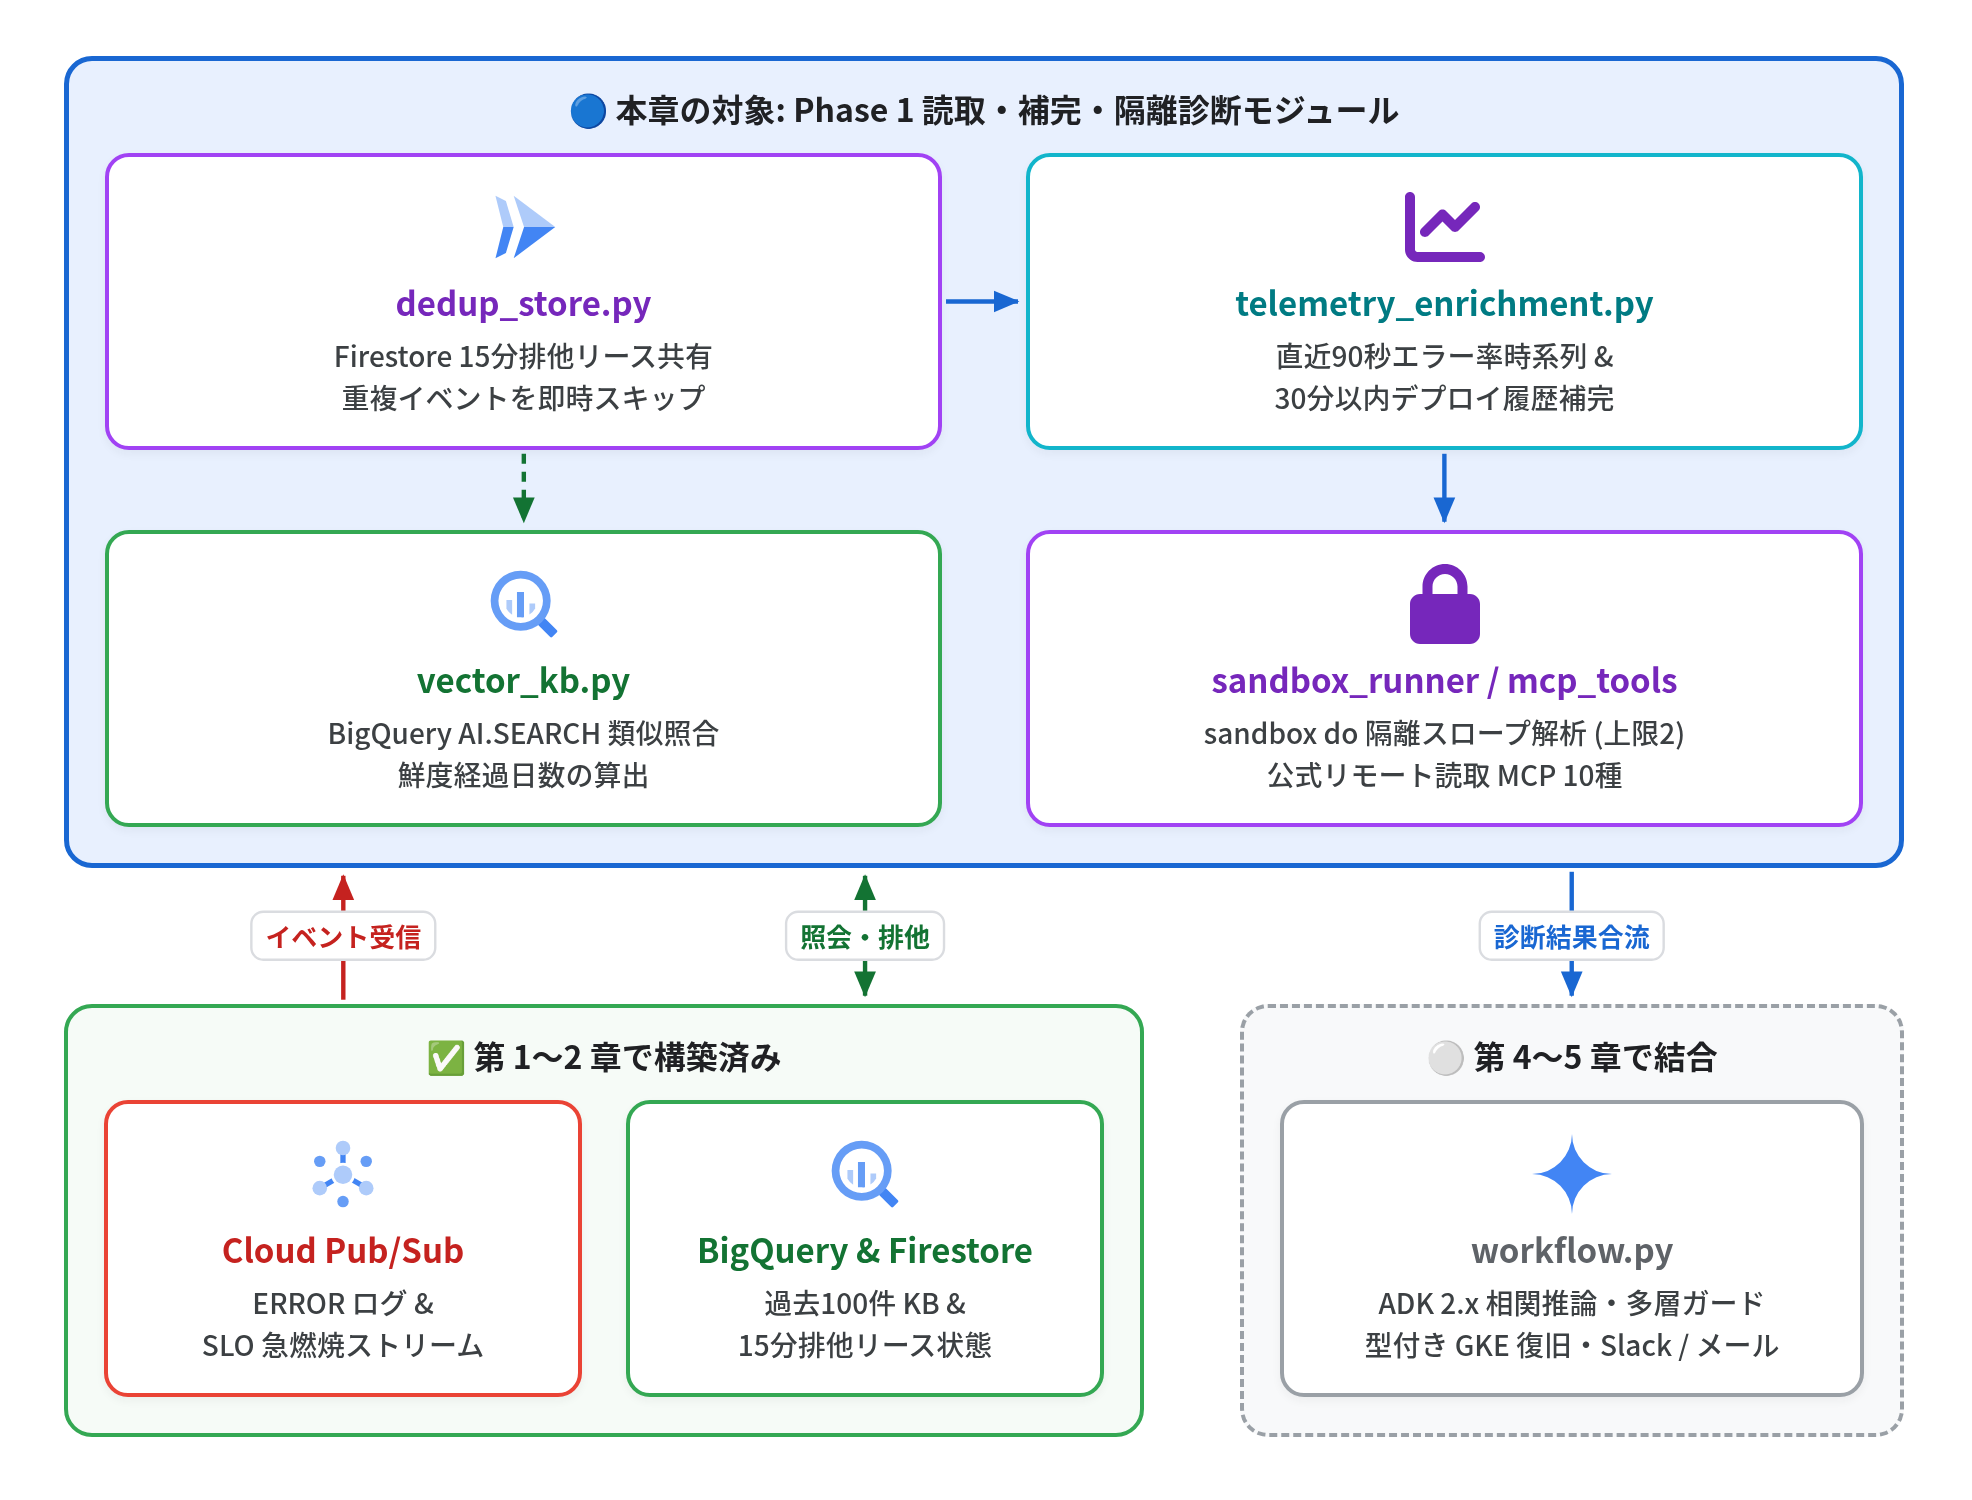 🔵 本章の対象: Phase 1 読取・補完・隔離診断モジュール
dedup_store.py
Firestore 15分排他リース共有
重複イベントを即時スキップ
telemetry_enrichment.py
直近90秒エラー率時系列 &
30分以内デプロイ履歴補完
vector_kb.py
BigQuery AI.SEARCH 類似照合
鮮度経過日数の算出
sandbox_runner / mcp_tools
sandbox do 隔離スロープ解析 (上限2)
公式リモート読取 MCP 10種
イベント受信
照会・排他
診断結果合流
✅ 第 1〜2 章で構築済み
Cloud Pub/Sub
ERROR ログ &
SLO 急燃焼ストリーム
BigQuery & Firestore
過去100件 KB &
15分排他リース状態
⚪ 第 4〜5 章で結合
workflow.py
ADK 2.x 相関推論・多層ガード
型付き GKE 復旧・Slack / メール